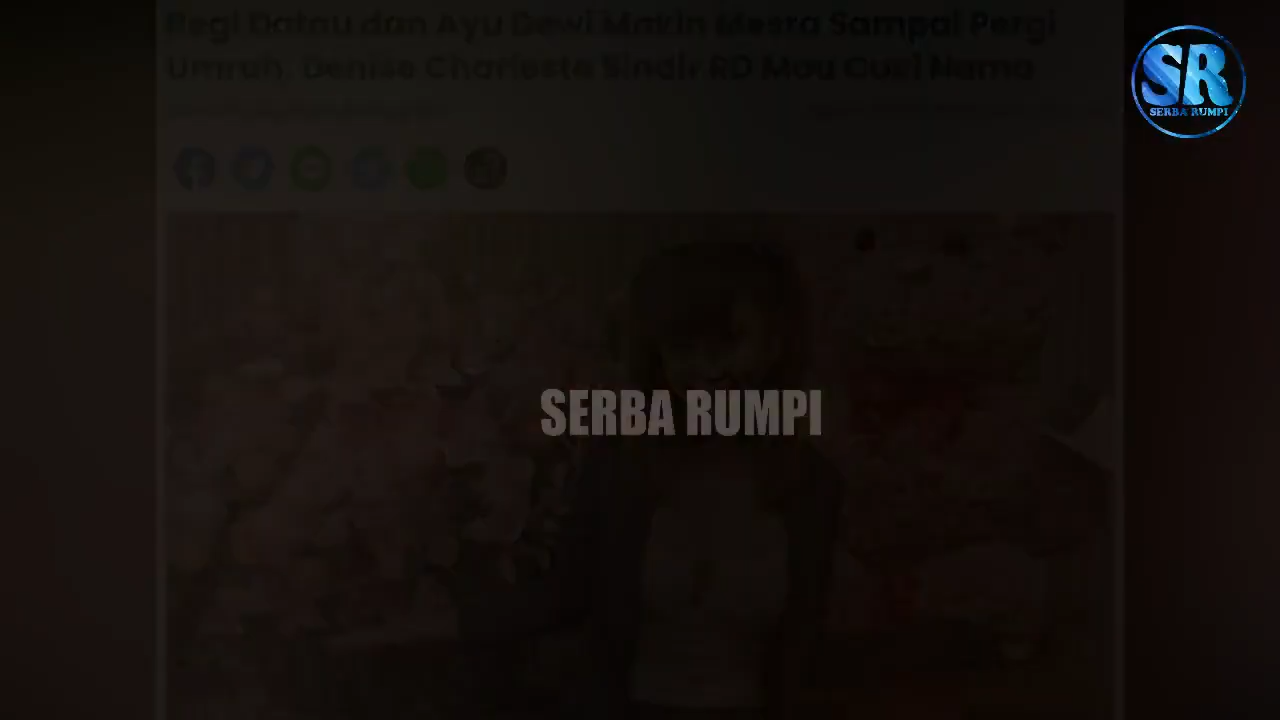 Regi Datau dan Ayu Dewi Makin Mesra Sampai Pergi
Umrah, Denise Chariesta Sindir RD Mau Cuci Nama
SR
SERBA RUMPI
SERBA RUMPI